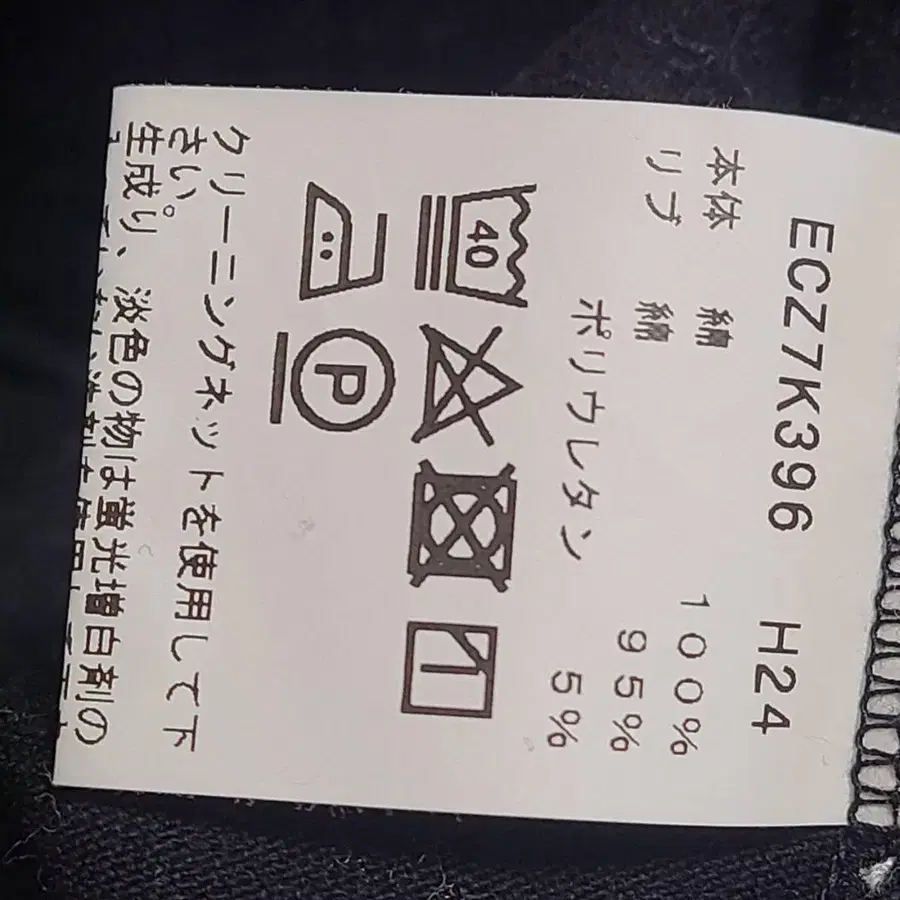 ECZ7K396 H24
本体 綿 100%
リブ 綿 95%
ポリウレタン 5%
40
P
クリーニングネットを使用して下
さい。
生成り、淡色の物は蛍光増白剤の